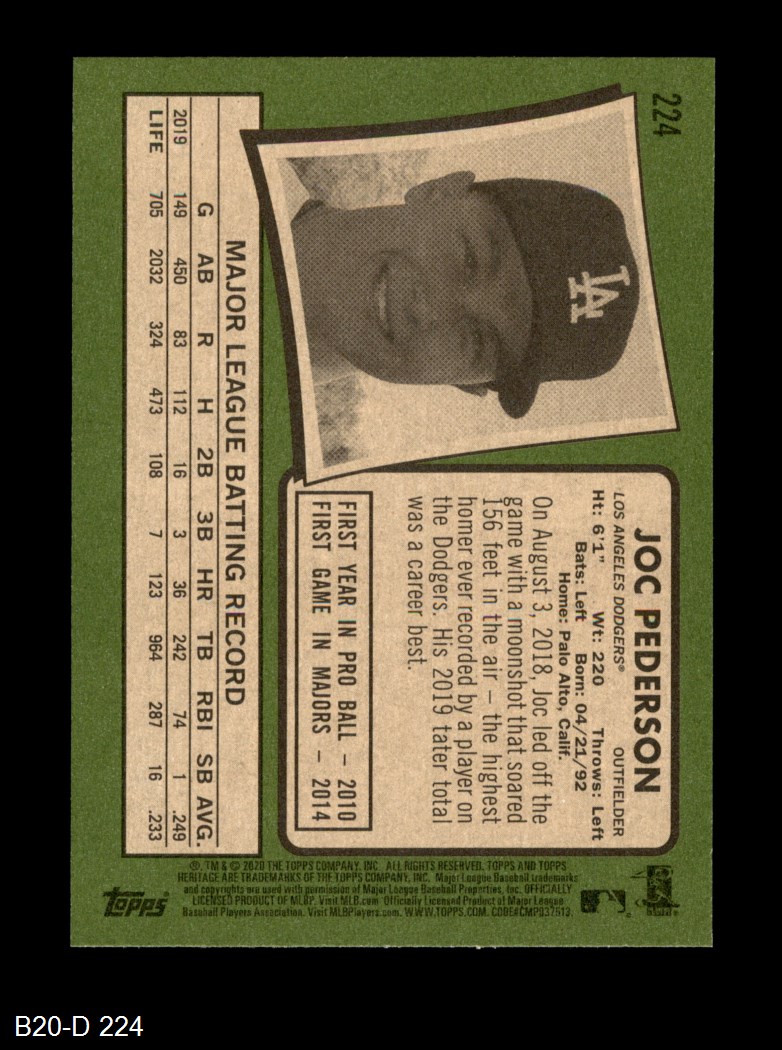 224
LA
JOC PEDERSON
LOS ANGELES DODGERS® OUTFIELDER
Ht: 6'1" Wt: 220 Throws: Left
Bats: Left Born: 04/21/92
Home: Palo Alto, Calif.
On August 3, 2018, Joc led off the
game with a moonshot that soared
156 feet in the air – the highest
homer ever recorded by a player on
the Dodgers. His 2019 tater total
was a career best.
FIRST YEAR IN PRO BALL – 2010
FIRST GAME IN MAJORS – 2014
MAJOR LEAGUE BATTING RECORD
G AB R H 2B 3B HR TB RBI SB AVG.
2019 149 450 83 112 16 3 36 242 74 1 .249
LIFE 705 2032 324 473 108 7 123 964 287 16 .233
®, TM & © 2020 THE TOPPS COMPANY, INC. ALL RIGHTS RESERVED. TOPPS AND TOPPS
HERITAGE ARE TRADEMARKS OF THE TOPPS COMPANY, INC. Major League Baseball trademarks
and copyrights are used with permission of Major League Baseball Properties, Inc. OFFICIALLY
LICENSED PRODUCT OF MLBP. Visit MLB.com Officially Licensed Product of Major League
Baseball Players Association. Visit MLBPlayers.com. WWW.TOPPS.COM. CODE#CMP037513.
Topps
B20-D 224